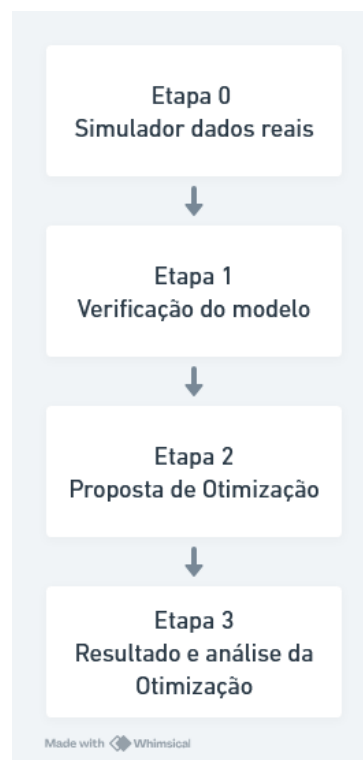 Etapa 0
Simulador dados reais
Etapa 1
Verificação do modelo
Etapa 2
Proposta de Otimização
Etapa 3
Resultado e análise da
Otimização
Made with Whimsical